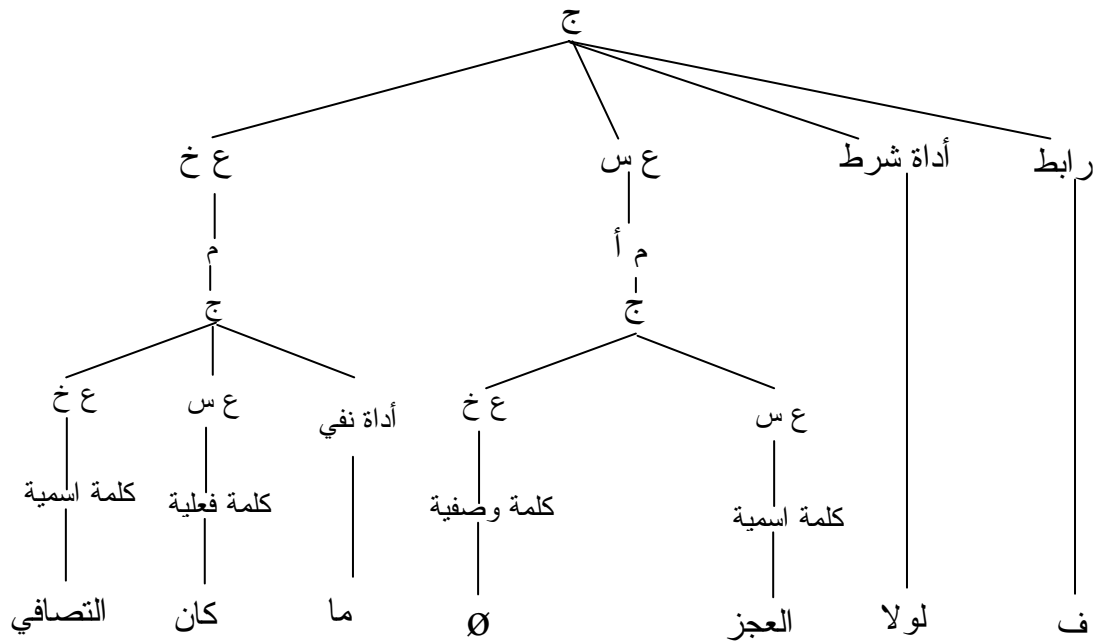 ج
رابط
أداة شرط
ع س
ع خ
م أ
م
ج
ج
ع س
ع خ
أداة نفي
ع س
ع خ
كلمة اسمية
كلمة وصفية
كلمة فعلية
كلمة اسمية
ف
لولا
العجز
Ø
ما
كان
التصافي